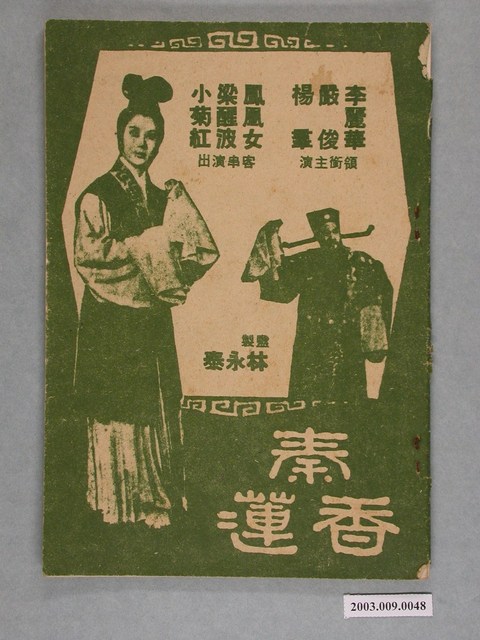 李麗華
嚴俊
楊羣
領銜主演
鳳凰女
梁醒波
小菊紅
客串演出
監製
林永泰
秦
香蓮
2003.009.0048